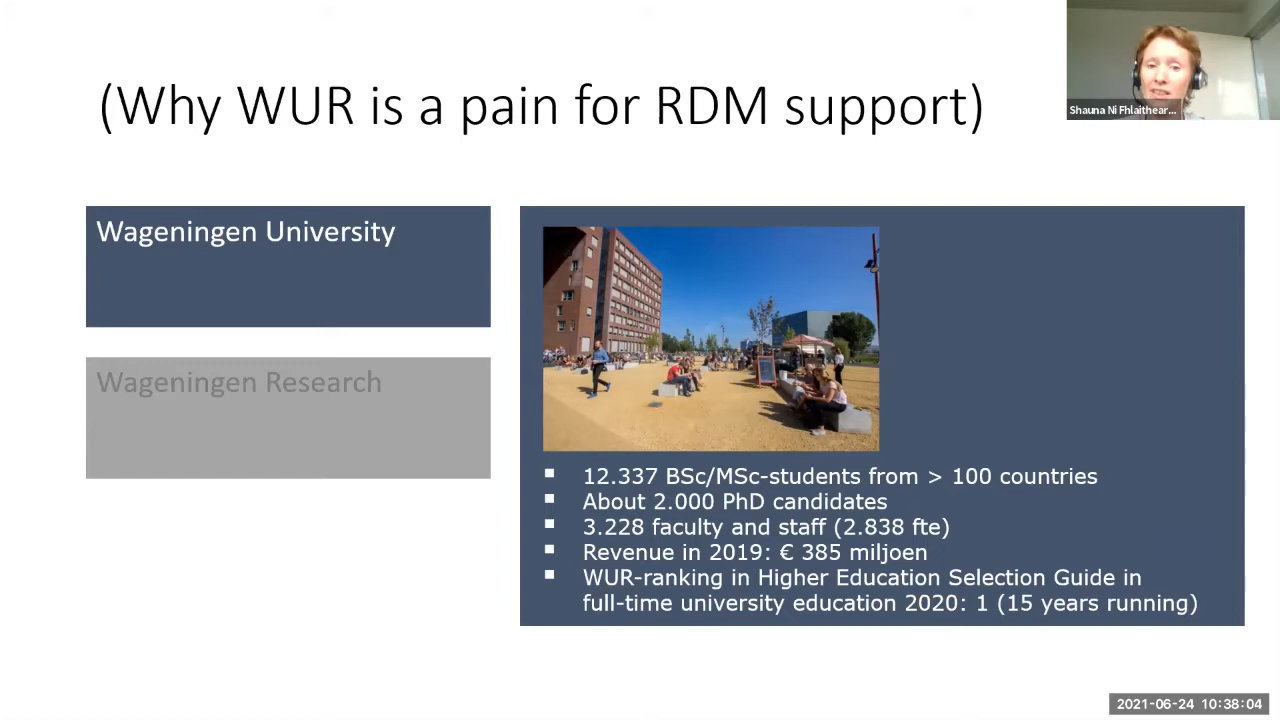 (Why WUR is a pain for RDM support)
Shauna Ni Fhlaithear...
Wageningen University
Wageningen Research
▪ 12.337 BSc/MSc-students from > 100 countries
▪ About 2.000 PhD candidates
▪ 3.228 faculty and staff (2.838 fte)
▪ Revenue in 2019: € 385 miljoen
▪ WUR-ranking in Higher Education Selection Guide in
full-time university education 2020: 1 (15 years running)
2021-06-24 10:38:04